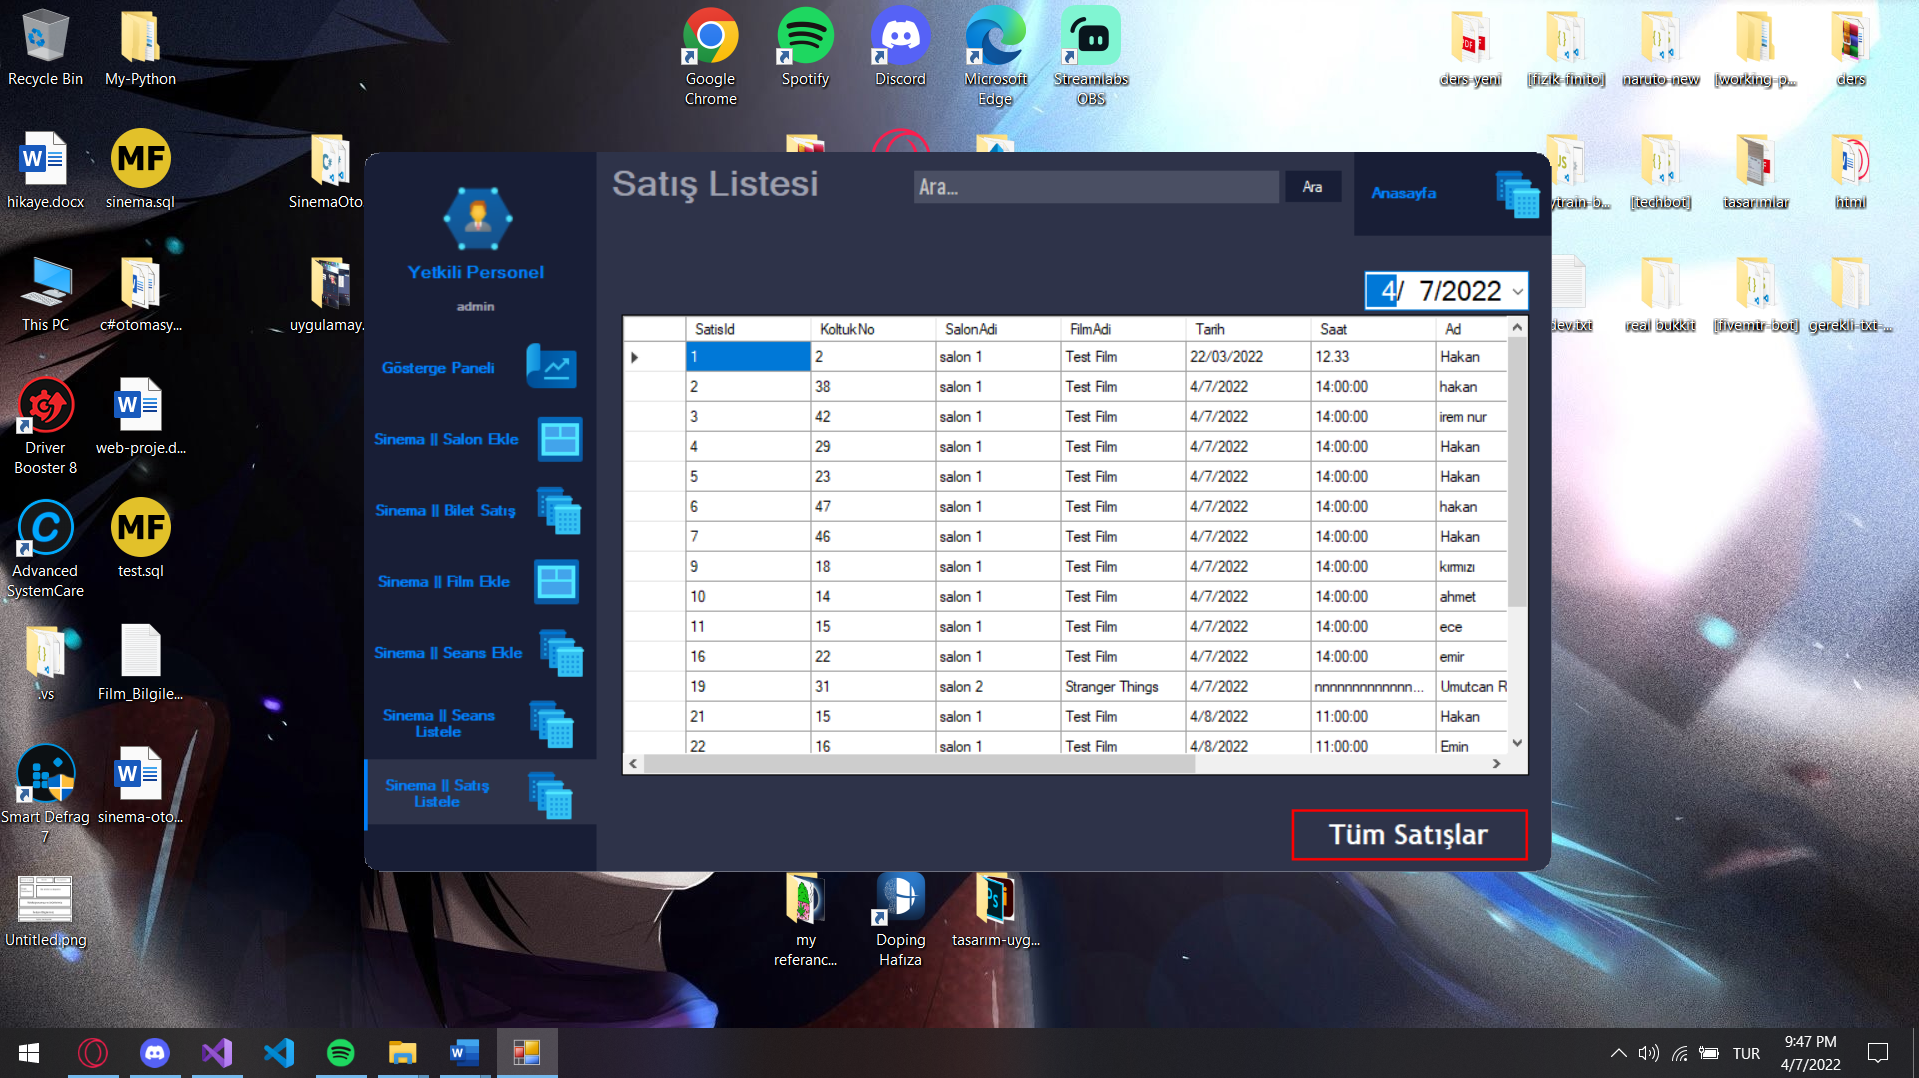 Recycle Bin
My-Python
Google
Chrome
Spotify
Discord
Microsoft
Edge
Streamlabs
OBS
ders-yeni
[fizik-finito]
naruto-new
[working-p...
ders
W
hikaye.docx
MF
sinema.sql
SinemaOto
[techbot]
tasarımlar
html
This PC
c#otomasy...
uygulamay.
dev.txt
real bukkit
[fivemtr-bot]
gerekli-txt-...
Driver
Booster 8
W
web-proje.d...
Advanced
SystemCare
MF
test.sql
.vs
Film_Bilgile...
Smart Defrag
7
W
sinema-oto...
Untitled.png
Satış Listesi
Ara...
Ara
Anasayfa
Yetkili Personel
admin
Gösterge Paneli
Sinema || Salon Ekle
Sinema || Bilet Satış
Sinema || Film Ekle
Sinema || Seans Ekle
Sinema || Seans
Listele
Sinema || Satış
Listele
4/ 7/2022
SatisId KoltukNo SalonAdi FilmAdi Tarih Saat Ad
1 2 salon 1 Test Film 22/03/2022 12.33 Hakan
2 38 salon 1 Test Film 4/7/2022 14:00:00 hakan
3 42 salon 1 Test Film 4/7/2022 14:00:00 irem nur
4 29 salon 1 Test Film 4/7/2022 14:00:00 Hakan
5 23 salon 1 Test Film 4/7/2022 14:00:00 Hakan
6 47 salon 1 Test Film 4/7/2022 14:00:00 hakan
7 46 salon 1 Test Film 4/7/2022 14:00:00 Hakan
9 18 salon 1 Test Film 4/7/2022 14:00:00 kırmızı
10 14 salon 1 Test Film 4/7/2022 14:00:00 ahmet
11 15 salon 1 Test Film 4/7/2022 14:00:00 ece
16 22 salon 1 Test Film 4/7/2022 14:00:00 emir
19 31 salon 2 Stranger Things 4/7/2022 nnnnnnnnnnnnn... Umutcan R
21 15 salon 1 Test Film 4/8/2022 11:00:00 Hakan
22 16 salon 1 Test Film 4/8/2022 11:00:00 Emin
Tüm Satışlar
my
referanc...
Doping
Hafıza
tasarım-uyg...
TUR
9:47 PM
4/7/2022